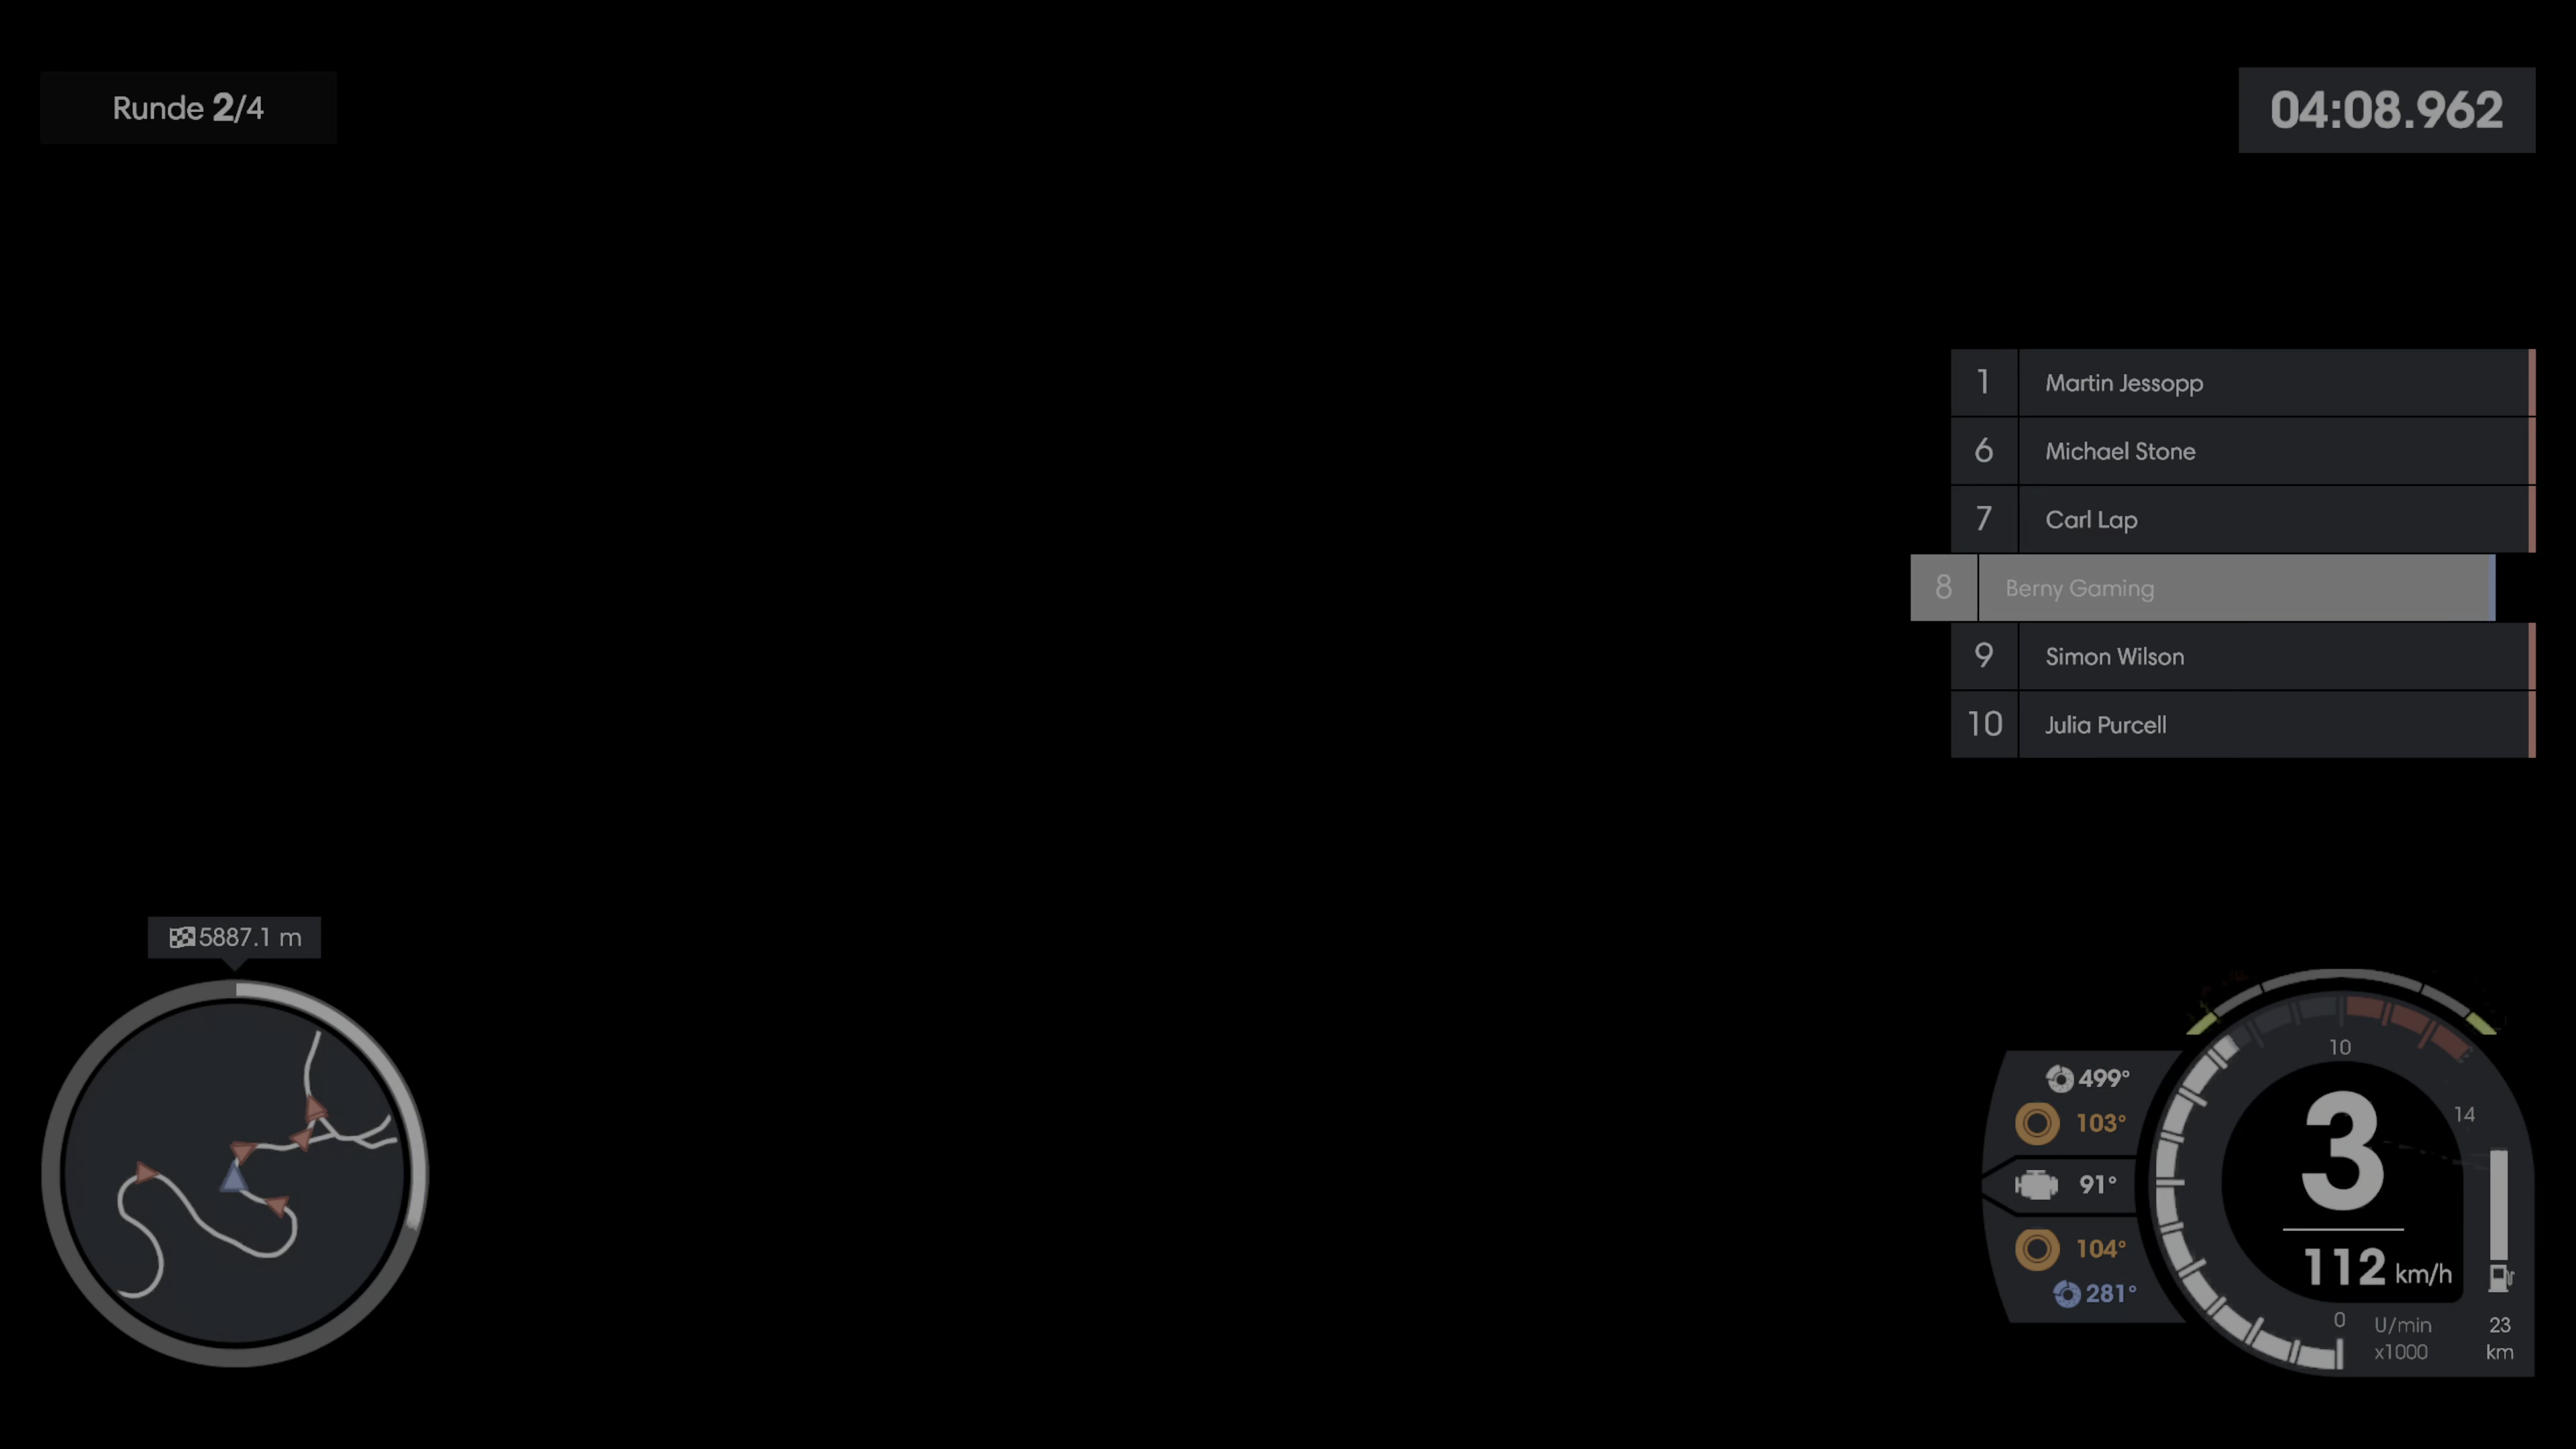 Runde 2/4
04:08.962
1 Martin Jessopp
6 Michael Stone
7 Carl Lap
8 Berny Gaming
9 Simon Wilson
10 Julia Purcell
5887.1 m
499°
103°
91°
104°
281°
10
14
3
112 km/h
0
U/min
x1000
23
km